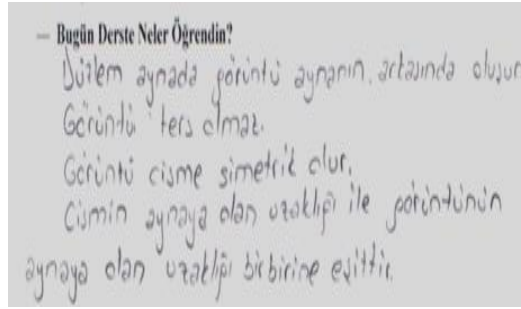 — Bugün Derste Neler Öğrendin?
Düzlem aynada görüntü aynanın arkasında oluşur
Görüntü ters olmaz.
Görüntü cisme simetrik olur.
Cismin aynaya olan uzaklığı ile görüntünün
aynaya olan uzaklığı birbirine eşittir.